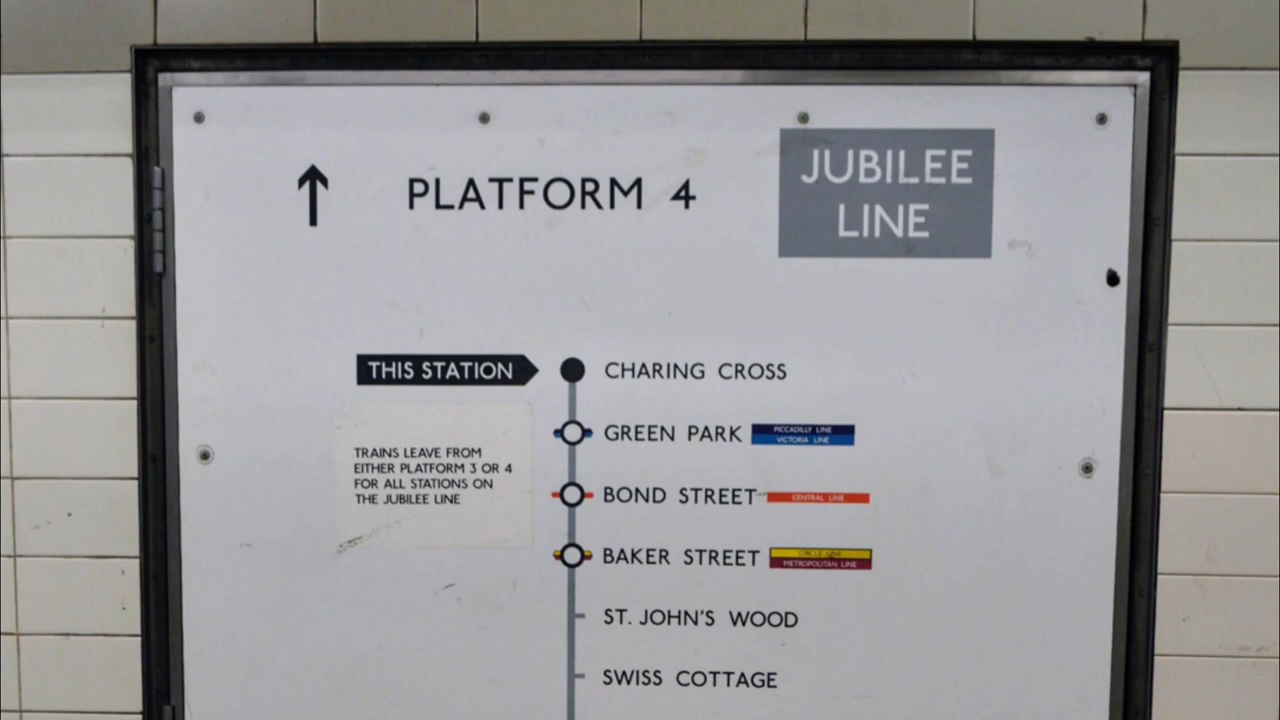 PLATFORM 4
JUBILEE
LINE
THIS STATION
CHARING CROSS
GREEN PARK
PICCADILLY LINE
VICTORIA LINE
TRAINS LEAVE FROM
EITHER PLATFORM 3 OR 4
FOR ALL STATIONS ON
THE JUBILEE LINE
BOND STREET
CENTRAL LINE
BAKER STREET
CIRCLE LINE
METROPOLITAN LINE
ST. JOHN'S WOOD
SWISS COTTAGE